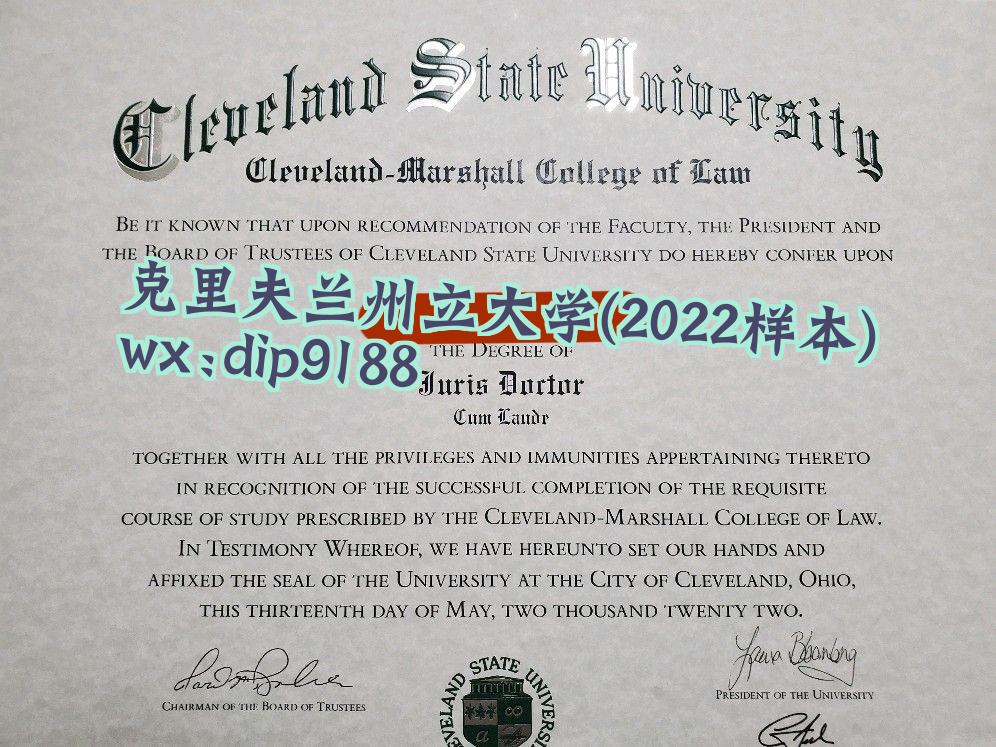 Cleveland State University
Cleveland-Marshall College of Law
BE IT KNOWN THAT UPON RECOMMENDATION OF THE FACULTY, THE PRESIDENT AND
THE BOARD OF TRUSTEES OF CLEVELAND STATE UNIVERSITY DO HEREBY CONFER UPON
克里夫兰州立大学(2022样本)
wx:dip9188
THE DEGREE OF
Juris Doctor
Cum Laude
TOGETHER WITH ALL THE PRIVILEGES AND IMMUNITIES APPERTAINING THERETO
IN RECOGNITION OF THE SUCCESSFUL COMPLETION OF THE REQUISITE
COURSE OF STUDY PRESCRIBED BY THE CLEVELAND-MARSHALL COLLEGE OF LAW.
IN TESTIMONY WHEREOF, WE HAVE HEREUNTO SET OUR HANDS AND
AFFIXED THE SEAL OF THE UNIVERSITY AT THE CITY OF CLEVELAND, OHIO,
THIS THIRTEENTH DAY OF MAY, TWO THOUSAND TWENTY TWO.
CHAIRMAN OF THE BOARD OF TRUSTEES
CLEVELAND STATE UNIVERSITY
PRESIDENT OF THE UNIVERSITY